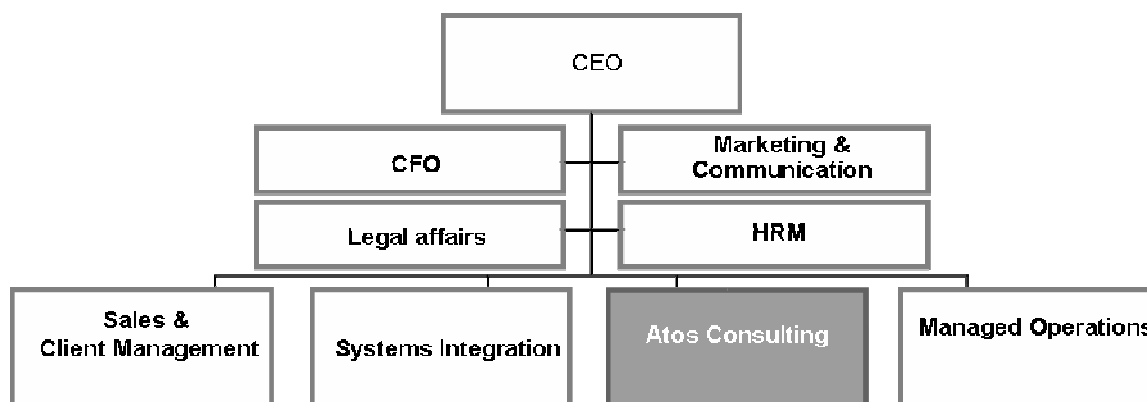 CEO
CFO
Marketing &
Communication
Legal affairs
HRM
Sales &
Client Management
Systems Integration
Atos Consulting
Managed Operations